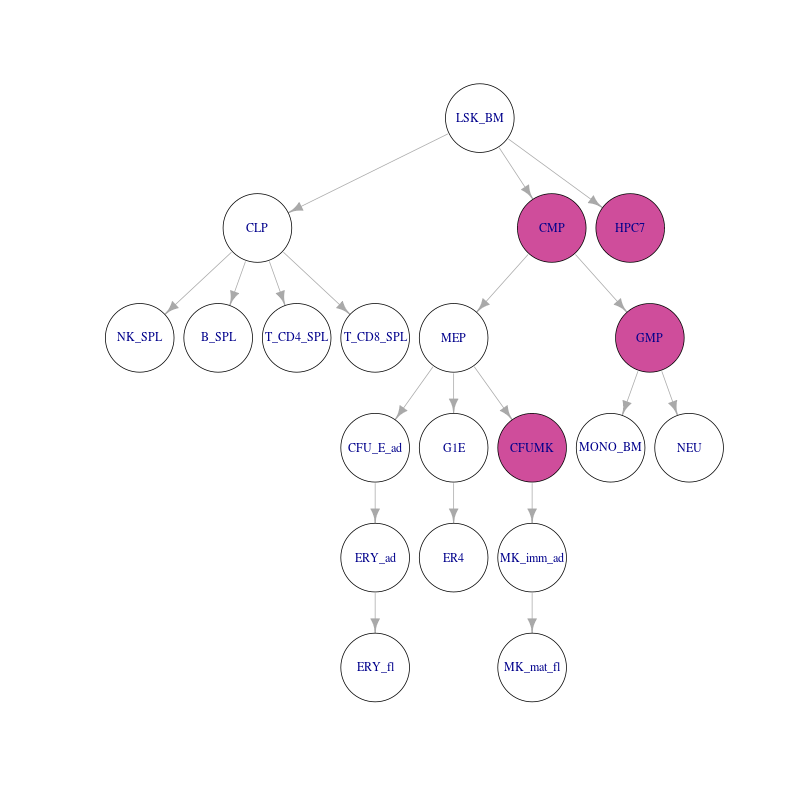 LSK_BM
CLP
CMP
HPC7
NK_SPL
B_SPL
T_CD4_SPL
T_CD8_SPL
MEP
GMP
CFU_E_ad
G1E
CFUMK
MONO_BM
NEU
ERY_ad
ER4
MK_imm_ad
ERY_fl
MK_mat_fl